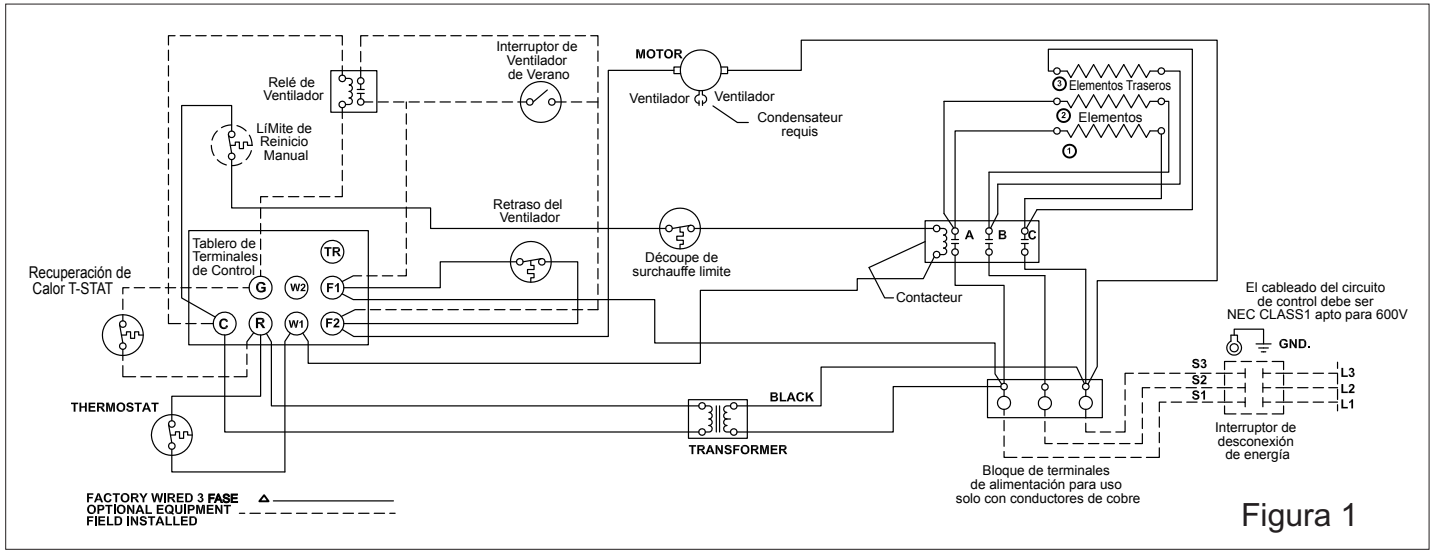 Interruptor de
Ventilador
de Verano
MOTOR
Relé de
Ventilador
Ventilador
Ventilador
Condensateur
requis
3
Elementos Traseros
2
Elementos
1
LíMite de
Reinicio
Manual
Retraso del
Ventilador
Découpe de
surchauffe limite
A
B
C
Contacteur
Tablero de
Terminales
de Control
TR
G
W2
F1
C
R
W1
F2
Recuperación de
Calor T-STAT
El cableado del circuito
de control debe ser
NEC CLASS1 apto para 600V
GND.
S3
S2
S1
L3
L2
L1
Interruptor de
desconexión
de energía
THERMOSTAT
BLACK
TRANSFORMER
Bloque de terminales
de alimentación para uso
solo con conductores de cobre
FACTORY WIRED 3 FASE Δ
OPTIONAL EQUIPMENT
FIELD INSTALLED
Figura 1